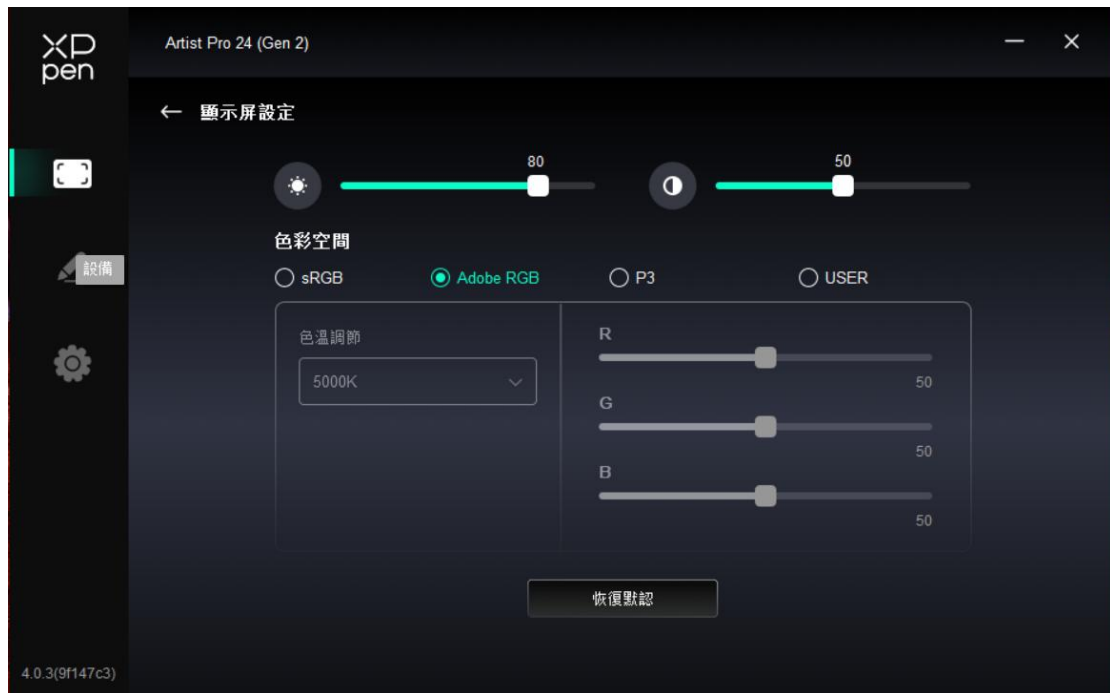 XP
pen
Artist Pro 24 (Gen 2)
顯示屏設定
80
50
色彩空間
設備
sRGB
Adobe RGB
P3
USER
色溫調節
5000K
R
50
G
50
B
50
恢復默認
4.0.3(9f147c3)